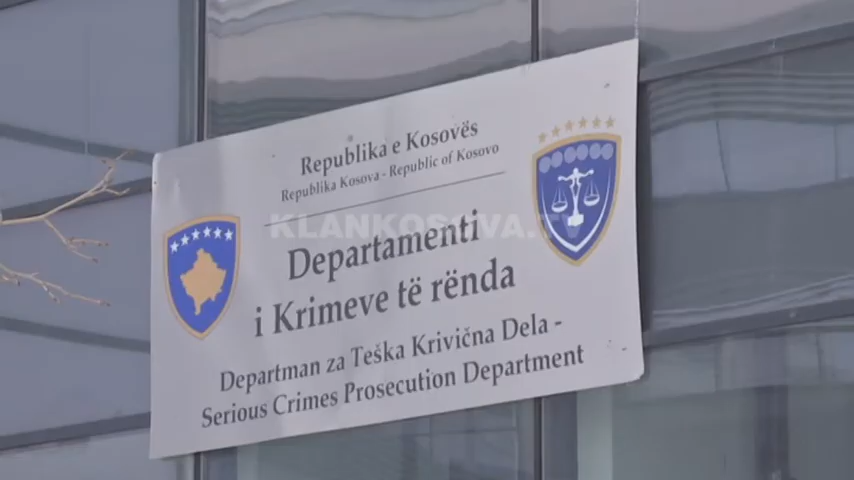 Republika e Kosovës
Republika Kosova - Republic of Kosovo
KLANKOSOVA.TV
Departamenti
i Krimeve të rënda
Departman za Teška Krivična Dela -
Serious Crimes Prosecution Department